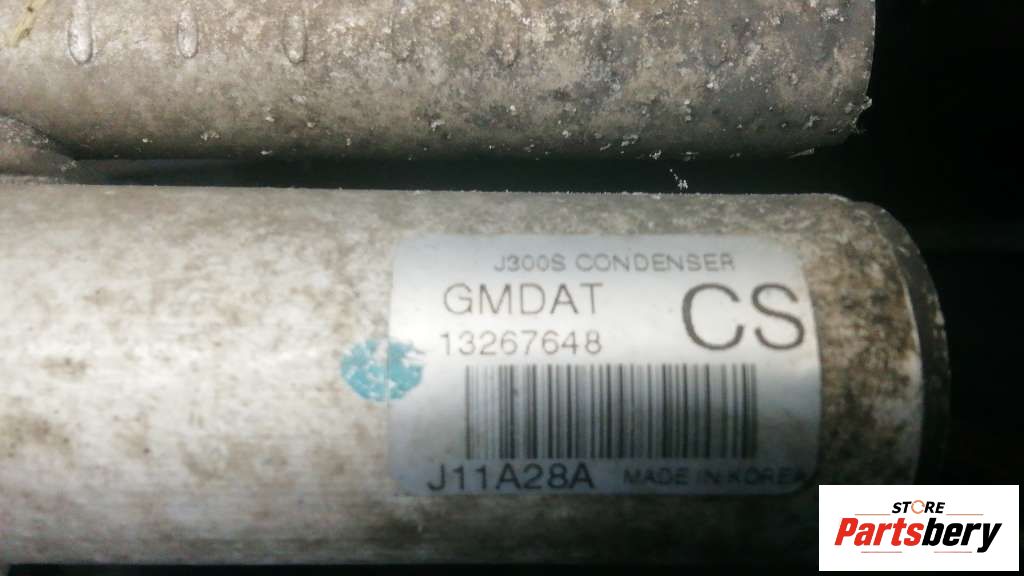 J300S CONDENSER
GMDAT CS
13267648
J11A28A MADE IN KOREA
STORE
Partsbery